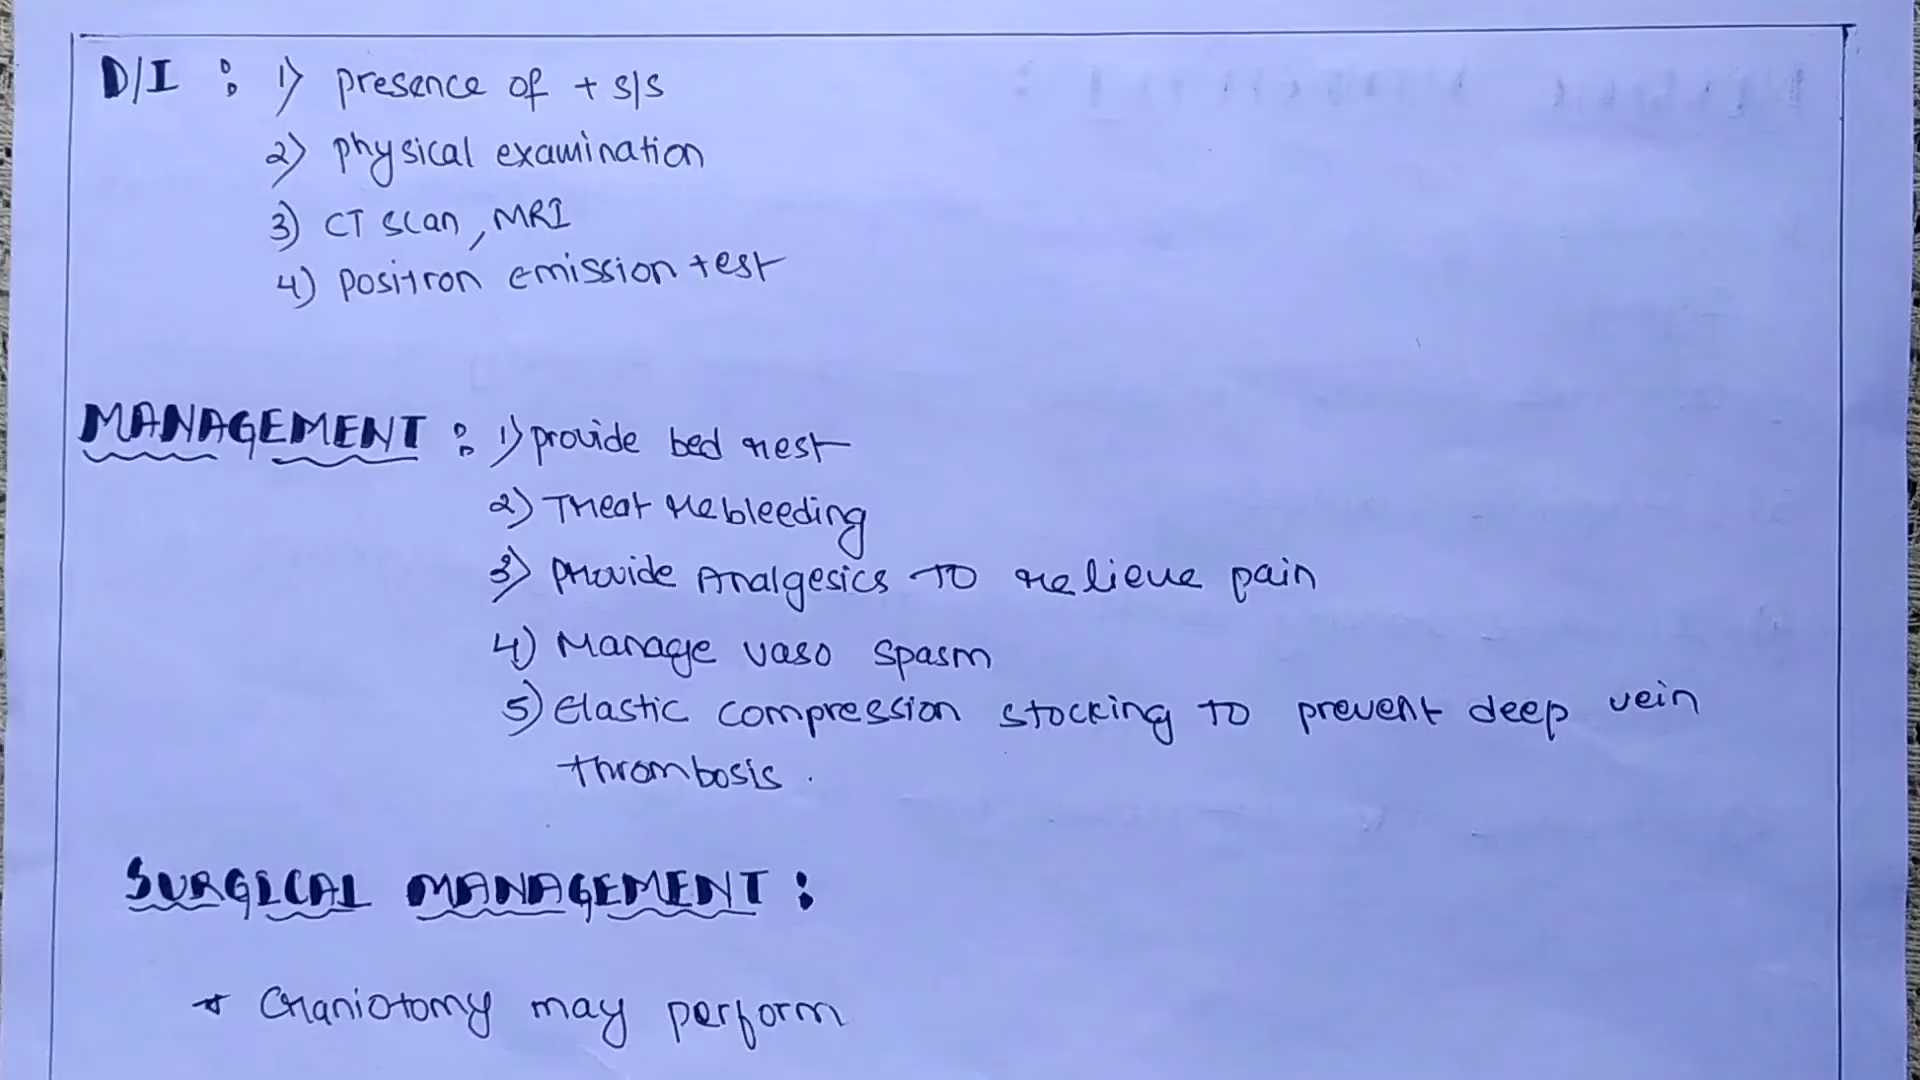 D/I : 1) presence of + s/s
2) physical examination
3) CT scan, MRI
4) Positron emission test
MANAGEMENT : 1) provide bed rest
2) Treat rebleeding
3) Provide Analgesics TO relieve pain
4) Manage vaso spasm
5) Elastic compression stocking TO prevent deep vein
thrombosis.
SURGICAL MANAGEMENT :
* Craniotomy may perform